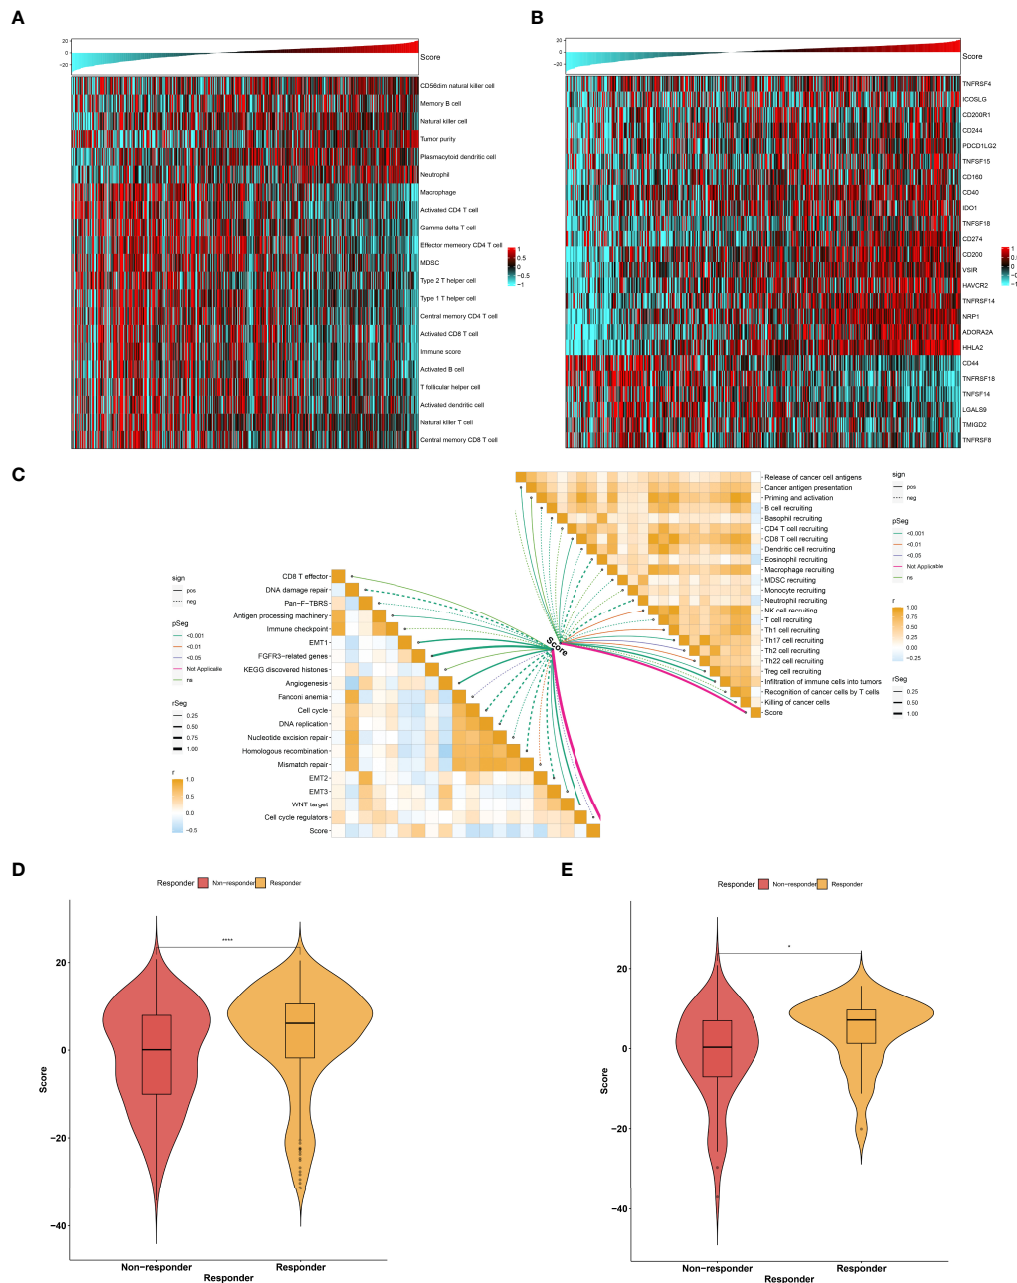 A
B
20
0
−20
Score
CD56dim natural killer cell
Memory B cell
Natural killer cell
Tumor purity
Plasmacytoid dendritic cell
Neutrophil
Macrophage
Activated CD4 T cell
Gamma delta T cell
Effector memeory CD4 T cell
MDSC
Type 2 T helper cell
Type 1 T helper cell
Central memory CD4 T cell
Activated CD8 T cell
Immune score
Activated B cell
T follicular helper cell
Activated dendritic cell
Natural killer T cell
Central memory CD8 T cell
1
0.5
0
−0.5
−1
20
0
−20
Score
TNFRSF4
ICOSLG
CD200R1
CD244
PDCD1LG2
TNFSF15
CD160
CD40
IDO1
TNFSF18
CD274
CD200
VSIR
HAVCR2
TNFRSF14
NRP1
ADORA2A
HHLA2
CD44
TNFRSF18
TNFSF14
LGALS9
TMIGD2
TNFRSF8
1
0.5
0
−0.5
−1
C
sign
pos
neg
pSeg
<0.001
<0.01
<0.05
Not Applicable
ns
rSeg
0.25
0.50
0.75
1.00
r
1.0
0.5
0.0
−0.5
CD8 T effector
DNA damage repair
Pan−F−TBRS
Antigen processing machinery
Immune checkpoint
EMT1
FGFR3−related genes
KEGG discovered histones
Angiogenesis
Fanconi anemia
Cell cycle
DNA replication
Nucleotide excision repair
Homologous recombination
Mismatch repair
EMT2
EMT3
WNT target
Cell cycle regulators
Score
Score
Release of cancer cell antigens
Cancer antigen presentation
Priming and activation
B cell recruiting
Basophil recruiting
CD4 T cell recruiting
CD8 T cell recruiting
Dendritic cell recruiting
Eosinophil recruiting
Macrophage recruiting
MDSC recruiting
Monocyte recruiting
Neutrophil recruiting
NK cell recruiting
T cell recruiting
Th1 cell recruiting
Th17 cell recruiting
Th2 cell recruiting
Th22 cell recruiting
Treg cell recruiting
Infiltration of immune cells into tumors
Recognition of cancer cells by T cells
Killing of cancer cells
Score
sign
pos
neg
pSeg
<0.001
<0.01
<0.05
Not Applicable
ns
r
1.00
0.75
0.50
0.25
0.00
−0.25
rSeg
0.25
0.50
1.00
D
Responder Non−responder Responder
****
20
0
−20
−40
Score
Non−responder Responder
Responder
E
Responder Non−responder Responder
*
20
0
−20
−40
Score
Non−responder Responder
Responder